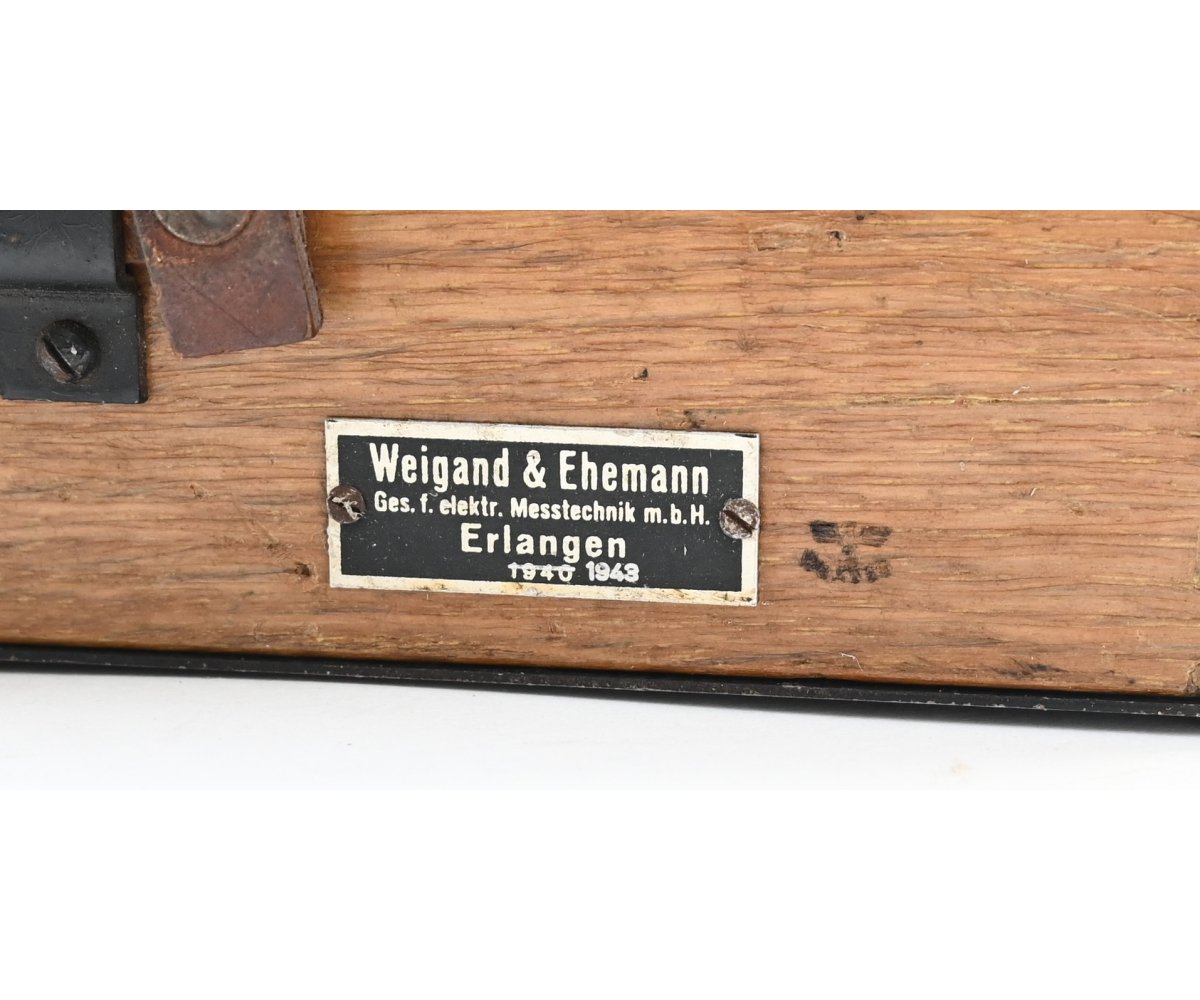 Weigand & Ehemann
Ges. f. elektr. Messtechnik m.b.H.
Erlangen
1940 1943